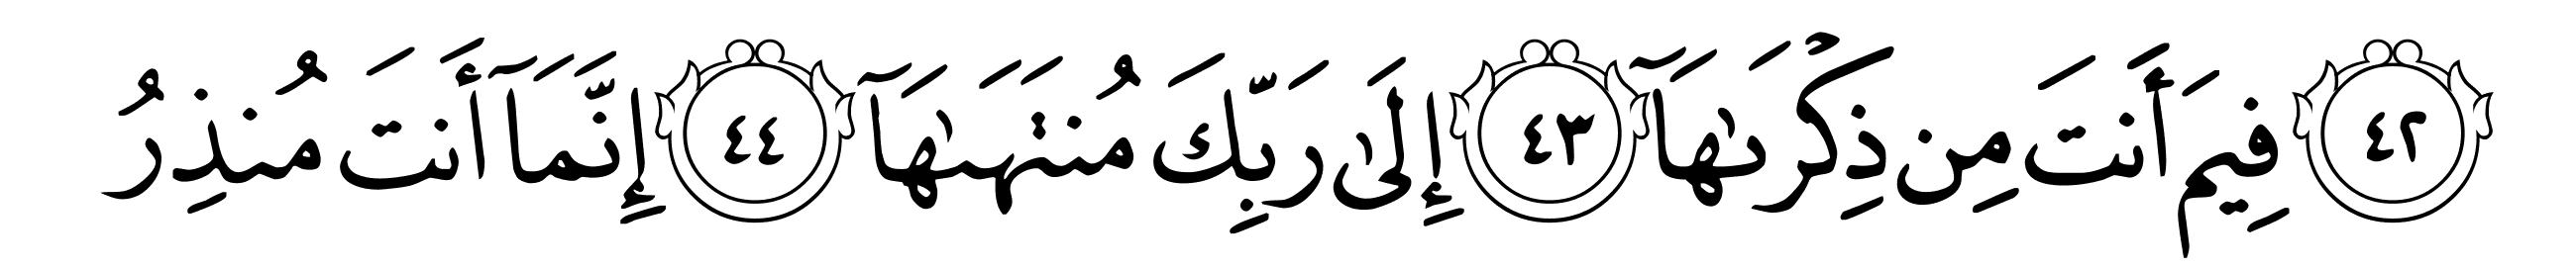 ٤٢ فِيمَ أَنتَ مِن ذِكْرَىٰهَآ ٤٣ إِلَىٰ رَبِّكَ مُنتَهَىٰهَآ ٤٤ إِنَّمَآ أَنتَ مُنذِرُ